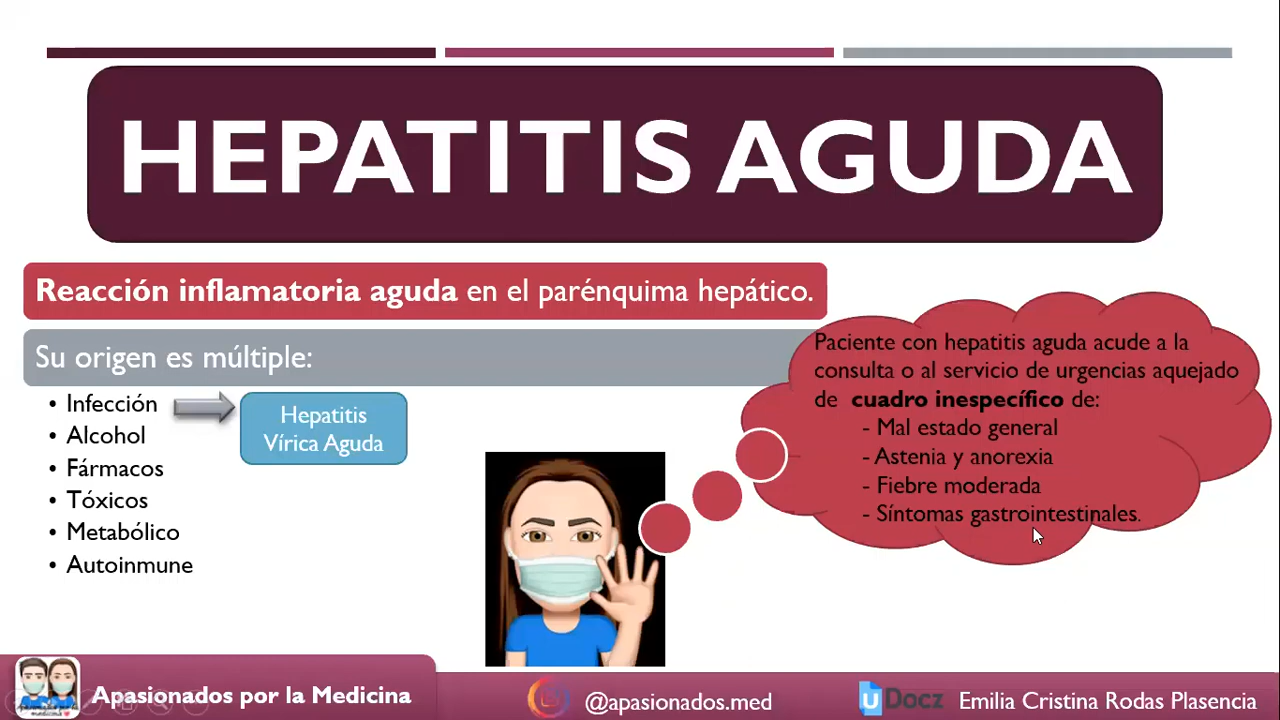 HEPATITIS AGUDA
Reacción inflamatoria aguda en el parénquima hepático.
Su origen es múltiple:
• Infección
• Alcohol
• Fármacos
• Tóxicos
• Metabólico
• Autoinmune
Hepatitis
Vírica Aguda
Paciente con hepatitis aguda acude a la
consulta o al servicio de urgencias aquejado
de cuadro inespecífico de:
- Mal estado general
- Astenia y anorexia
- Fiebre moderada
- Síntomas gastrointestinales.
Apasionados por la Medicina
@apasionados.med
uDocz
Emilia Cristina Rodas Plasencia